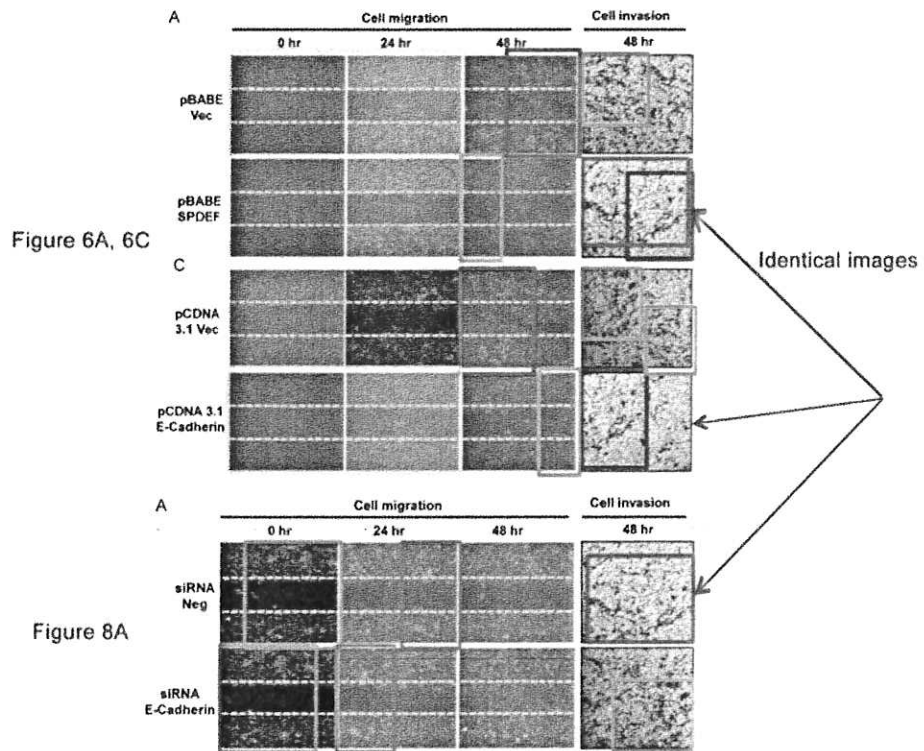 A
Cell migration
Cell invasion
0 hr
24 hr
48 hr
48 hr
pBABE
Vec
pBABE
SPDEF
Figure 6A, 6C
Identical images
C
pCDNA
3.1 Vec
pCDNA 3.1
E-Cadherin
A
Cell migration
Cell invasion
0 hr
24 hr
48 hr
48 hr
siRNA
Neg
Figure 8A
siRNA
E-Cadherin